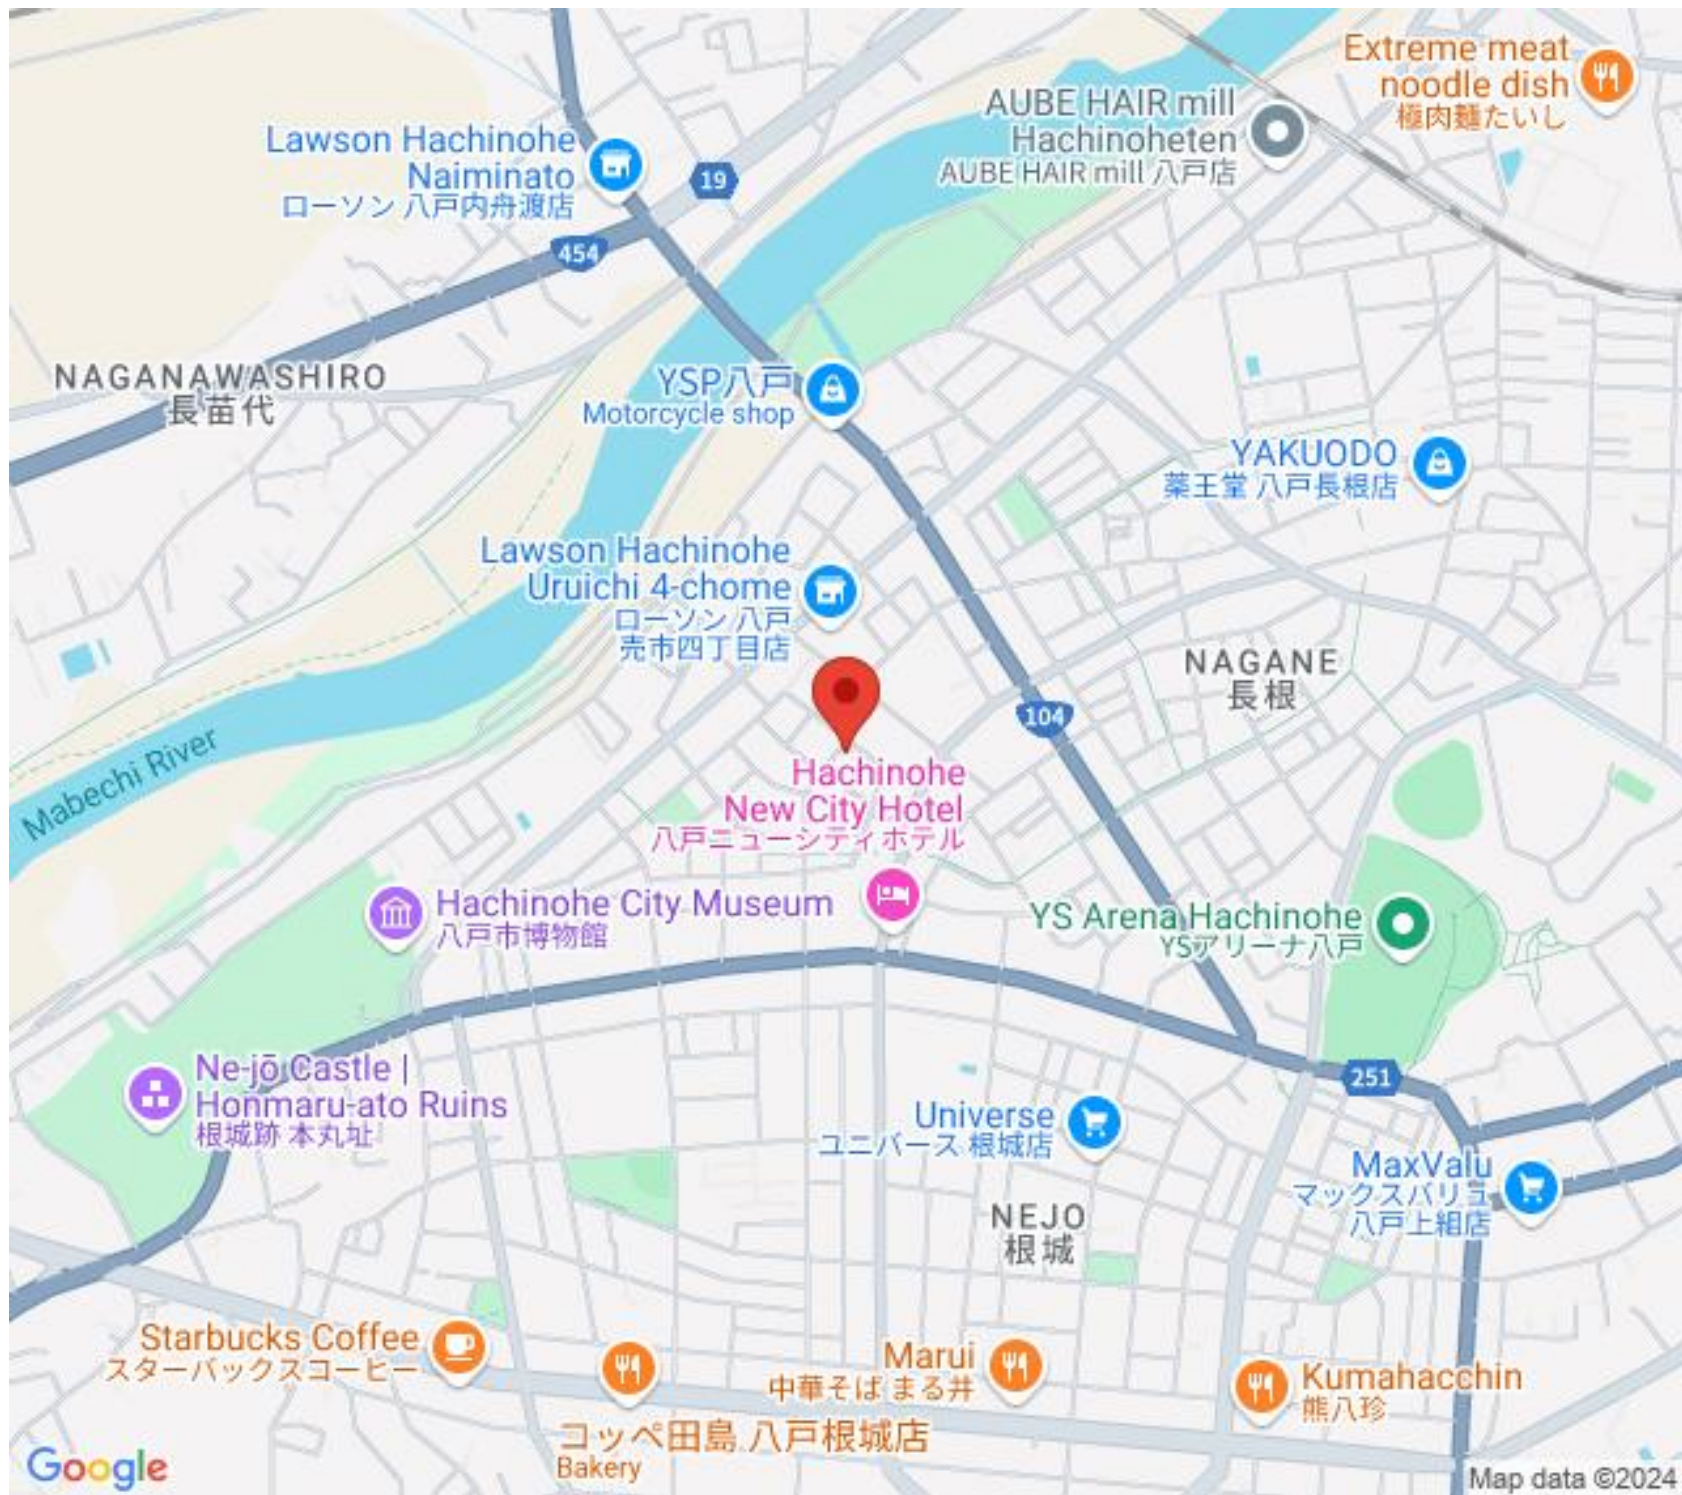 Extreme meat
noodle dish
極肉麺たいし
AUBE HAIR mill
Hachinoheten
AUBE HAIR mill 八戸店
Lawson Hachinohe
Naiminato
ローソン 八戸内舟渡店
19
454
NAGANAWASHIRO
長苗代
YSP八戸
Motorcycle shop
YAKUODO
薬王堂 八戸長根店
Lawson Hachinohe
Uruichi 4-chome
ローソン 八戸
売市四丁目店
NAGANE
長根
104
Mabechi River
Hachinohe
New City Hotel
八戸ニューシティホテル
Hachinohe City Museum
八戸市博物館
YS Arena Hachinohe
YSアリーナ八戸
Ne-jō Castle |
Honmaru-ato Ruins
根城跡 本丸址
251
Universe
ユニバース 根城店
MaxValu
マックスバリュ
八戸上組店
NEJO
根城
Starbucks Coffee
スターバックスコーヒー
Marui
中華そば まる井
Kumahacchin
熊八珍
コッペ田島 八戸根城店
Bakery
Google
Map data ©2024